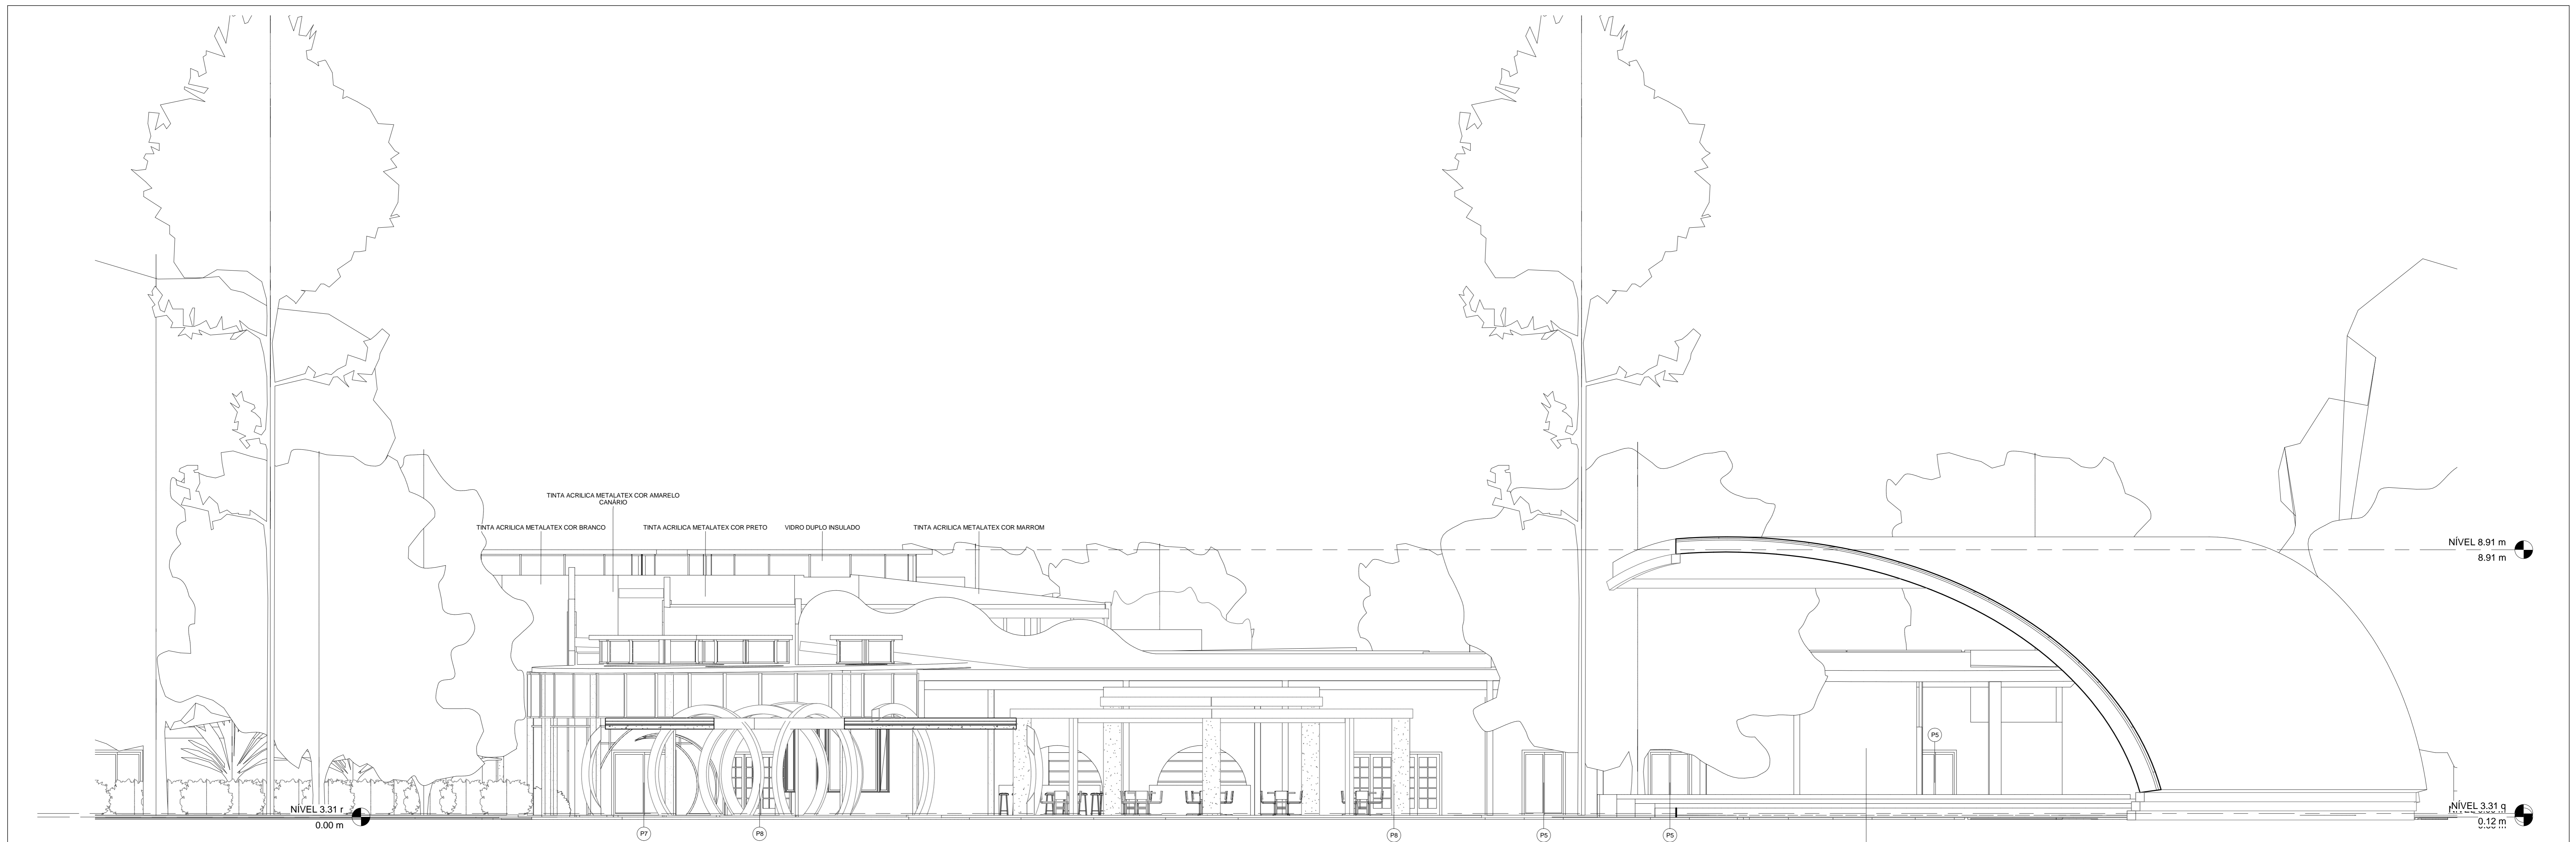 TINTA ACRILICA METALATEX COR AMARELO
CANÁRIO
TINTA ACRILICA METALATEX COR BRANCO
TINTA ACRILICA METALATEX COR PRETO
VIDRO DUPLO INSULADO
TINTA ACRILICA METALATEX COR MARROM
NÍVEL 8.91 m
8.91 m
P5
NÍVEL 3.31 r
0.00 m
NÍVEL 3.31 q
0.12 m
P7
P8
P8
P5
P5